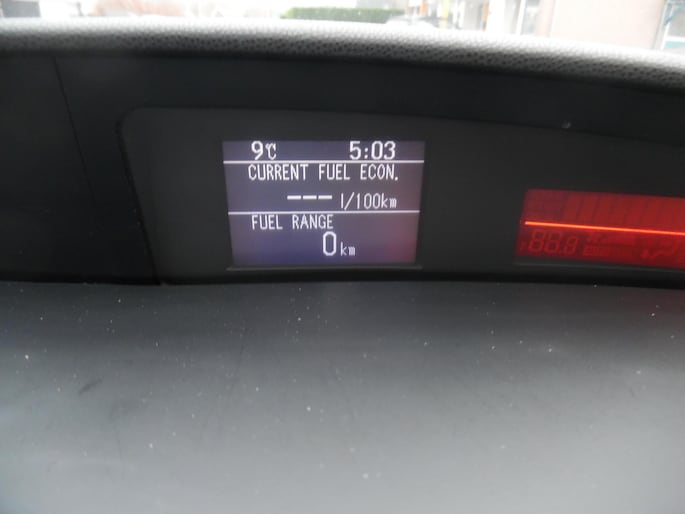 9℃ 5:03
CURRENT FUEL ECON.
--- l/100km
FUEL RANGE
0km